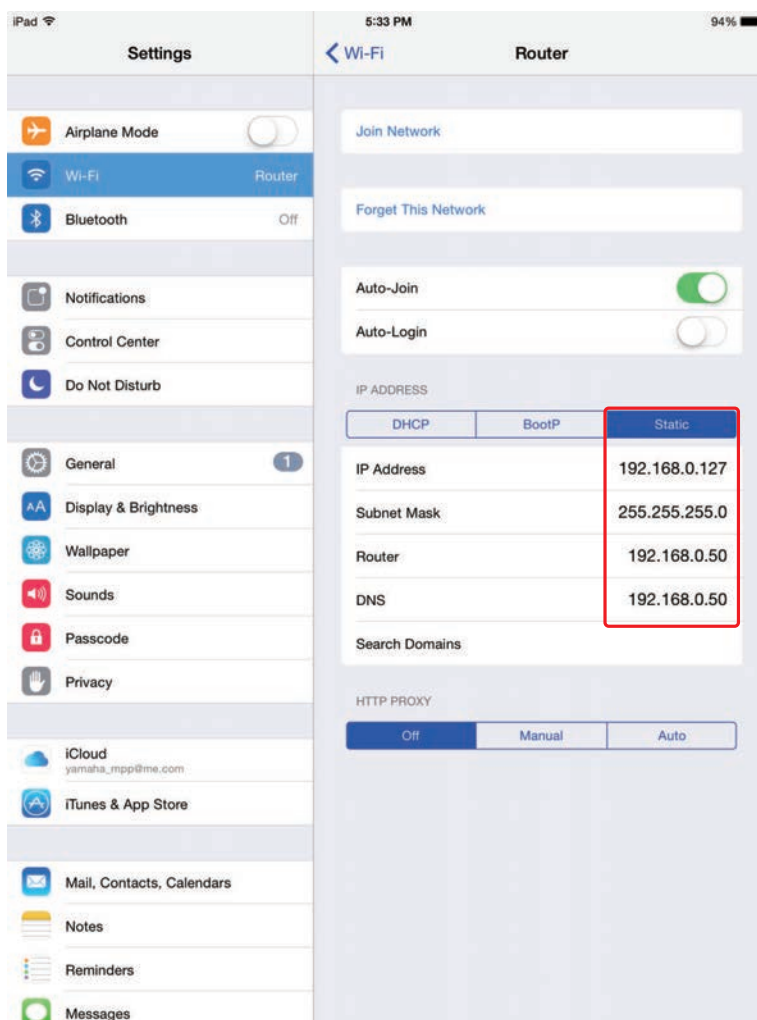 iPad 5:33 PM 94%
Settings
Wi-Fi Router
Airplane Mode
Wi-Fi Router
Bluetooth Off
Notifications
Control Center
Do Not Disturb
General 1
Display & Brightness
Wallpaper
Sounds
Passcode
Privacy
iCloud
yamaha_mpp@me.com
iTunes & App Store
Mail, Contacts, Calendars
Notes
Reminders
Messages
Join Network
Forget This Network
Auto-Join
Auto-Login
IP ADDRESS
DHCP BootP Static
IP Address 192.168.0.127
Subnet Mask 255.255.255.0
Router 192.168.0.50
DNS 192.168.0.50
Search Domains
HTTP PROXY
Off Manual Auto